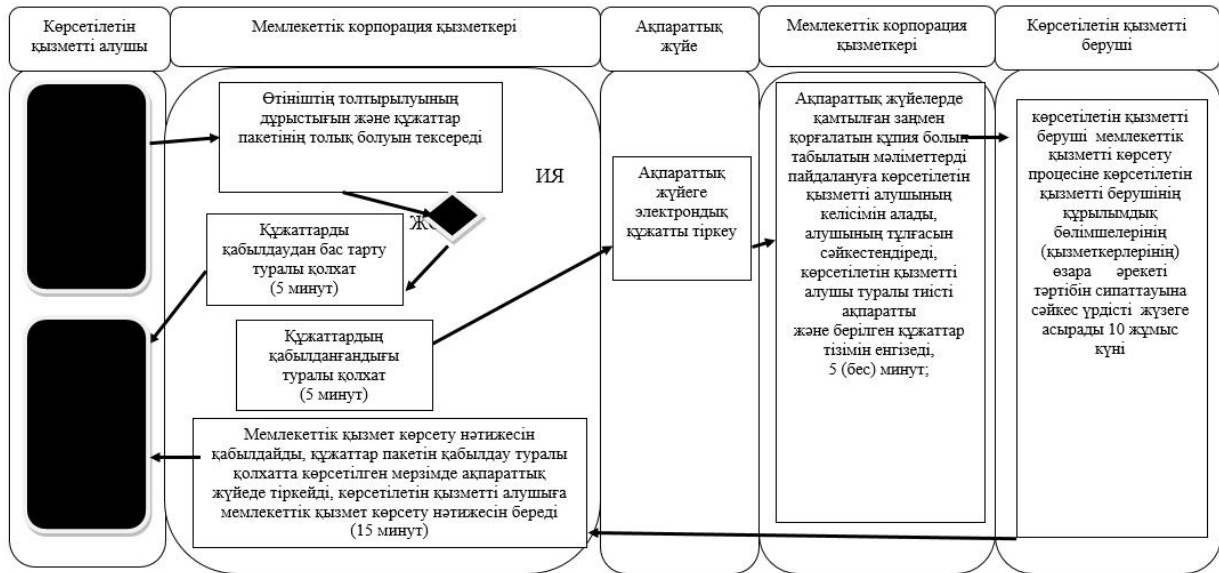 Көрсетілетін
қызметті алушы
Мемлекеттік корпорация қызметкері
Ақпараттық
жүйе
Мемлекеттік корпорация
қызметкері
Көрсетілетін қызметті
беруші
Өтініштің толтырылуының
дұрыстығын және құжаттар
пакетінің толық болуын тексереді
ИЯ
Құжаттарды
қабылдаудан бас тарту
туралы қолхат
(5 минут)
Құжаттардың
қабылданғандығы
туралы қолхат
(5 минут)
Мемлекеттік қызмет көрсету нәтижесін
қабылдайды, құжаттар пакетін қабылдау туралы
қолхатта көрсетілген мерзімде ақпараттық
жүйеде тіркейді, көрсетілетін қызметті алушыға
мемлекеттік қызмет көрсету нәтижесін береді
(15 минут)
Ақпараттық
жүйеге
электрондық
құжатты тіркеу
Ақпараттық жүйелерде
қамтылған заңмен
қорғалатын құпия болып
табылатын мәліметтерді
пайдалануға көрсетілетін
қызметті алушының
келісімін алады,
алушының тұлғасын
сәйкестендіреді,
көрсетілетін қызметті
алушы туралы тиісті
ақпаратты
және берілген құжаттар
тізімін енгізеді,
5 (бес) минут;
көрсетілетін қызметті
беруші мемлекеттік
қызметті көрсету
процесіне көрсетілетін
қызметті берушінің
құрылымдық
бөлімшелерінің
(қызметкерлерінің)
өзара әрекеті
тәртібін сипаттауына
сәйкес үрдісті жүзеге
асырады 10 жұмыс
күні